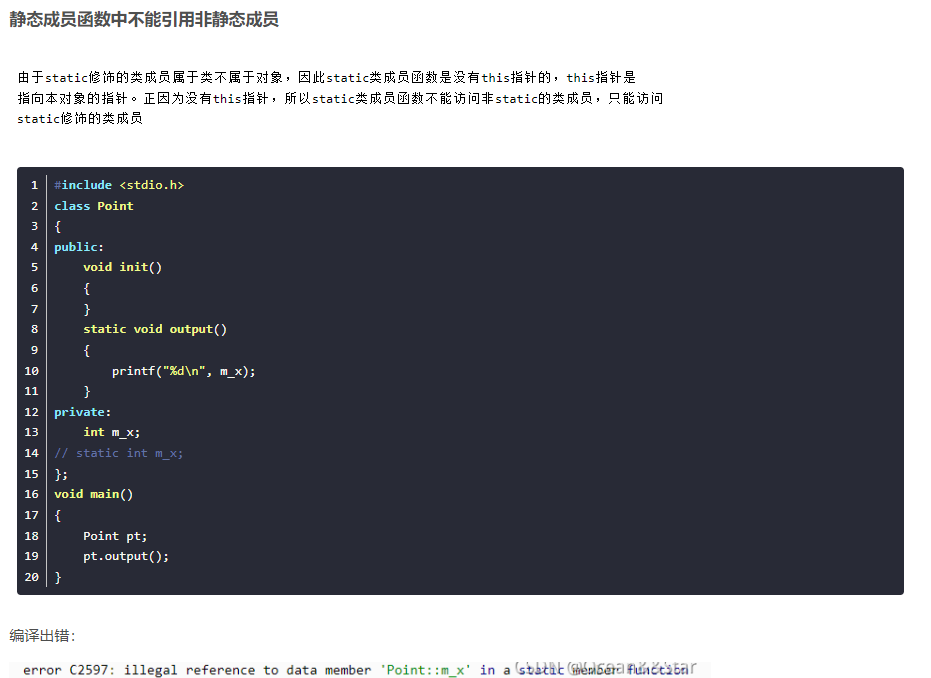 静态成员函数中不能引用非静态成员
由于static修饰的类成员属于类不属于对象，因此static类成员函数是没有this指针的，this指针是
指向本对象的指针。正因为没有this指针，所以static类成员函数不能访问非static的类成员，只能访问
static修饰的类成员
1 #include <stdio.h>
2 class Point
3 {
4 public:
5     void init()
6     {
7     }
8     static void output()
9     {
10         printf("%d\n", m_x);
11     }
12 private:
13     int m_x;
14 // static int m_x;
15 };
16 void main()
17 {
18     Point pt;
19     pt.output();
20 }
编译出错：
error C2597: illegal reference to data member 'Point::m_x' in a static member function